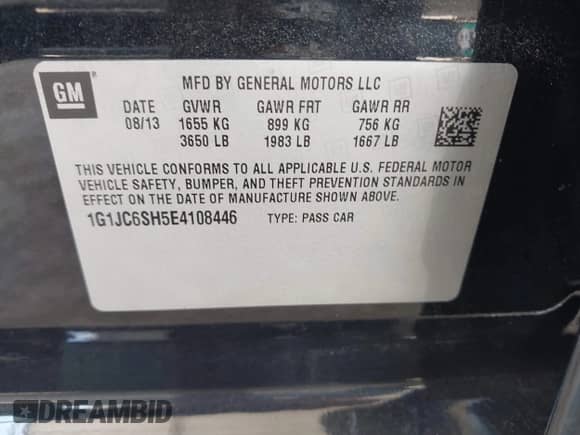 GM
MFD BY GENERAL MOTORS LLC
DATE GVWR GAWR FRT GAWR RR
08/13 1655 KG 899 KG 756 KG
3650 LB 1983 LB 1667 LB
THIS VEHICLE CONFORMS TO ALL APPLICABLE U.S. FEDERAL MOTOR
VEHICLE SAFETY, BUMPER, AND THEFT PREVENTION STANDARDS IN
EFFECT ON THE DATE OF MANUFACTURE SHOWN ABOVE.
1G1JC6SH5E4108446 TYPE: PASS CAR
DREAMBID